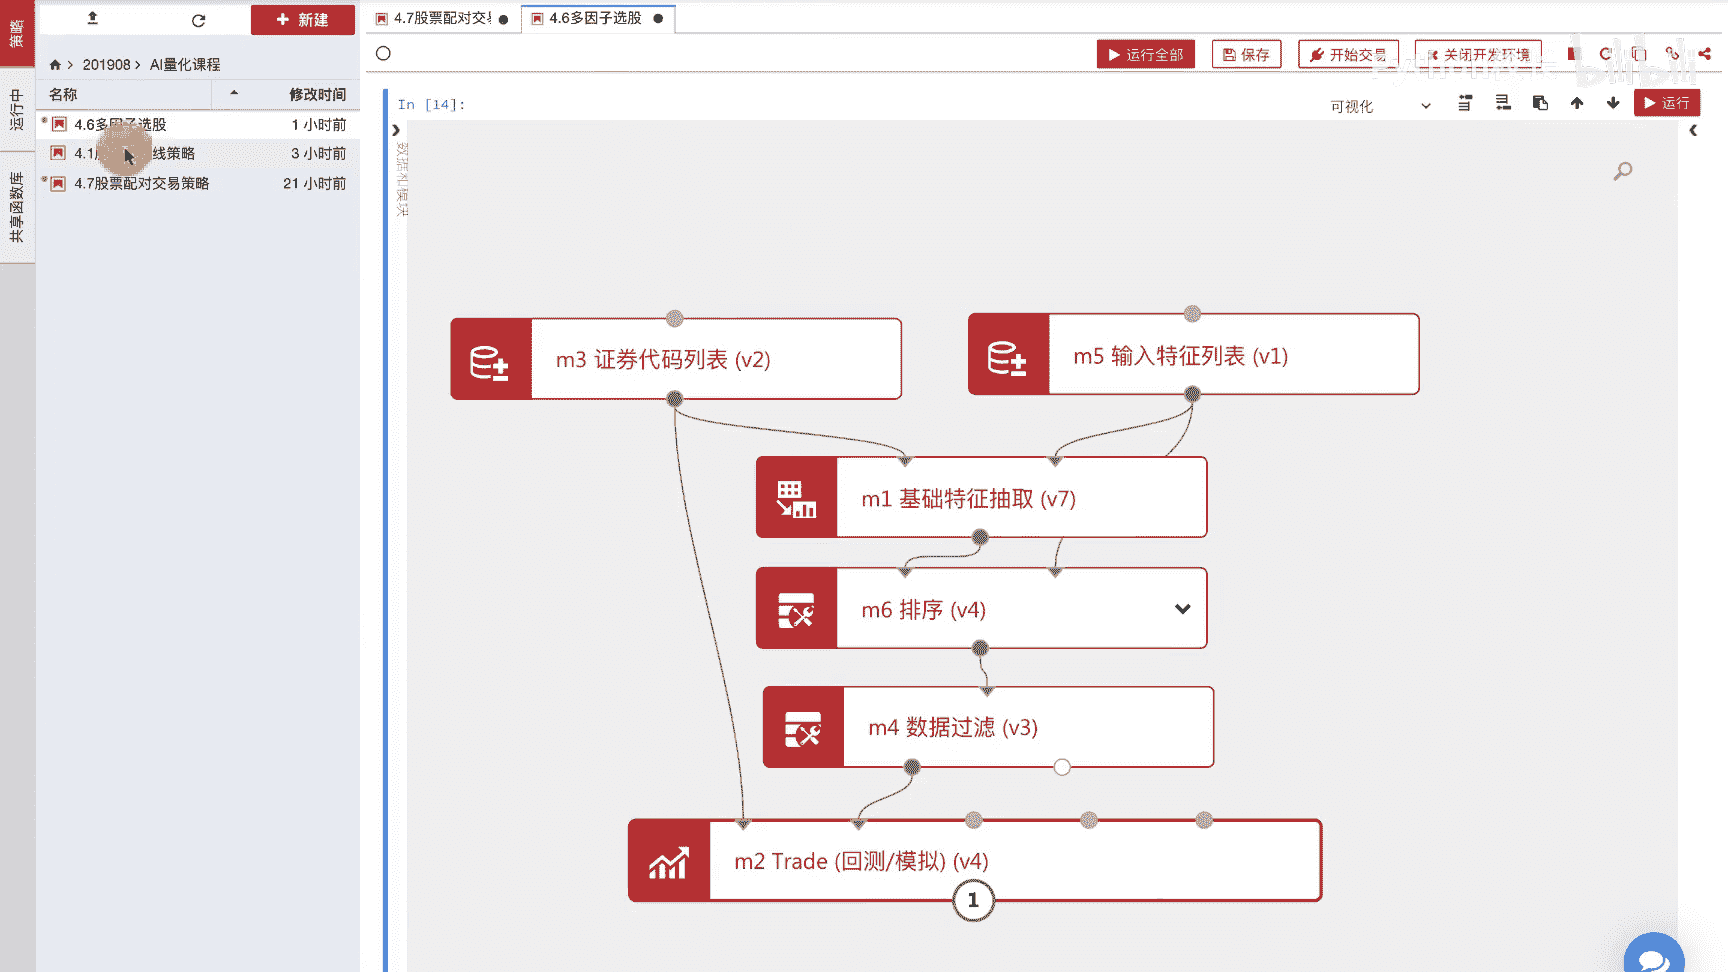 策略
运行中
共享函数库
新建
201908
AI量化课程
名称
修改时间
4.6多因子选股
1 小时前
4.1
线策略
3 小时前
4.7股票配对交易策略
21 小时前
4.7股票配对交易
4.6多因子选股
运行全部
保存
开始交易
关闭开发环境
bilibili
In [14]:
可视化
运行
数据和模块
m3 证券代码列表 (v2)
m5 输入特征列表 (v1)
m1 基础特征抽取 (v7)
m6 排序 (v4)
m4 数据过滤 (v3)
m2 Trade (回测/模拟) (v4)
1